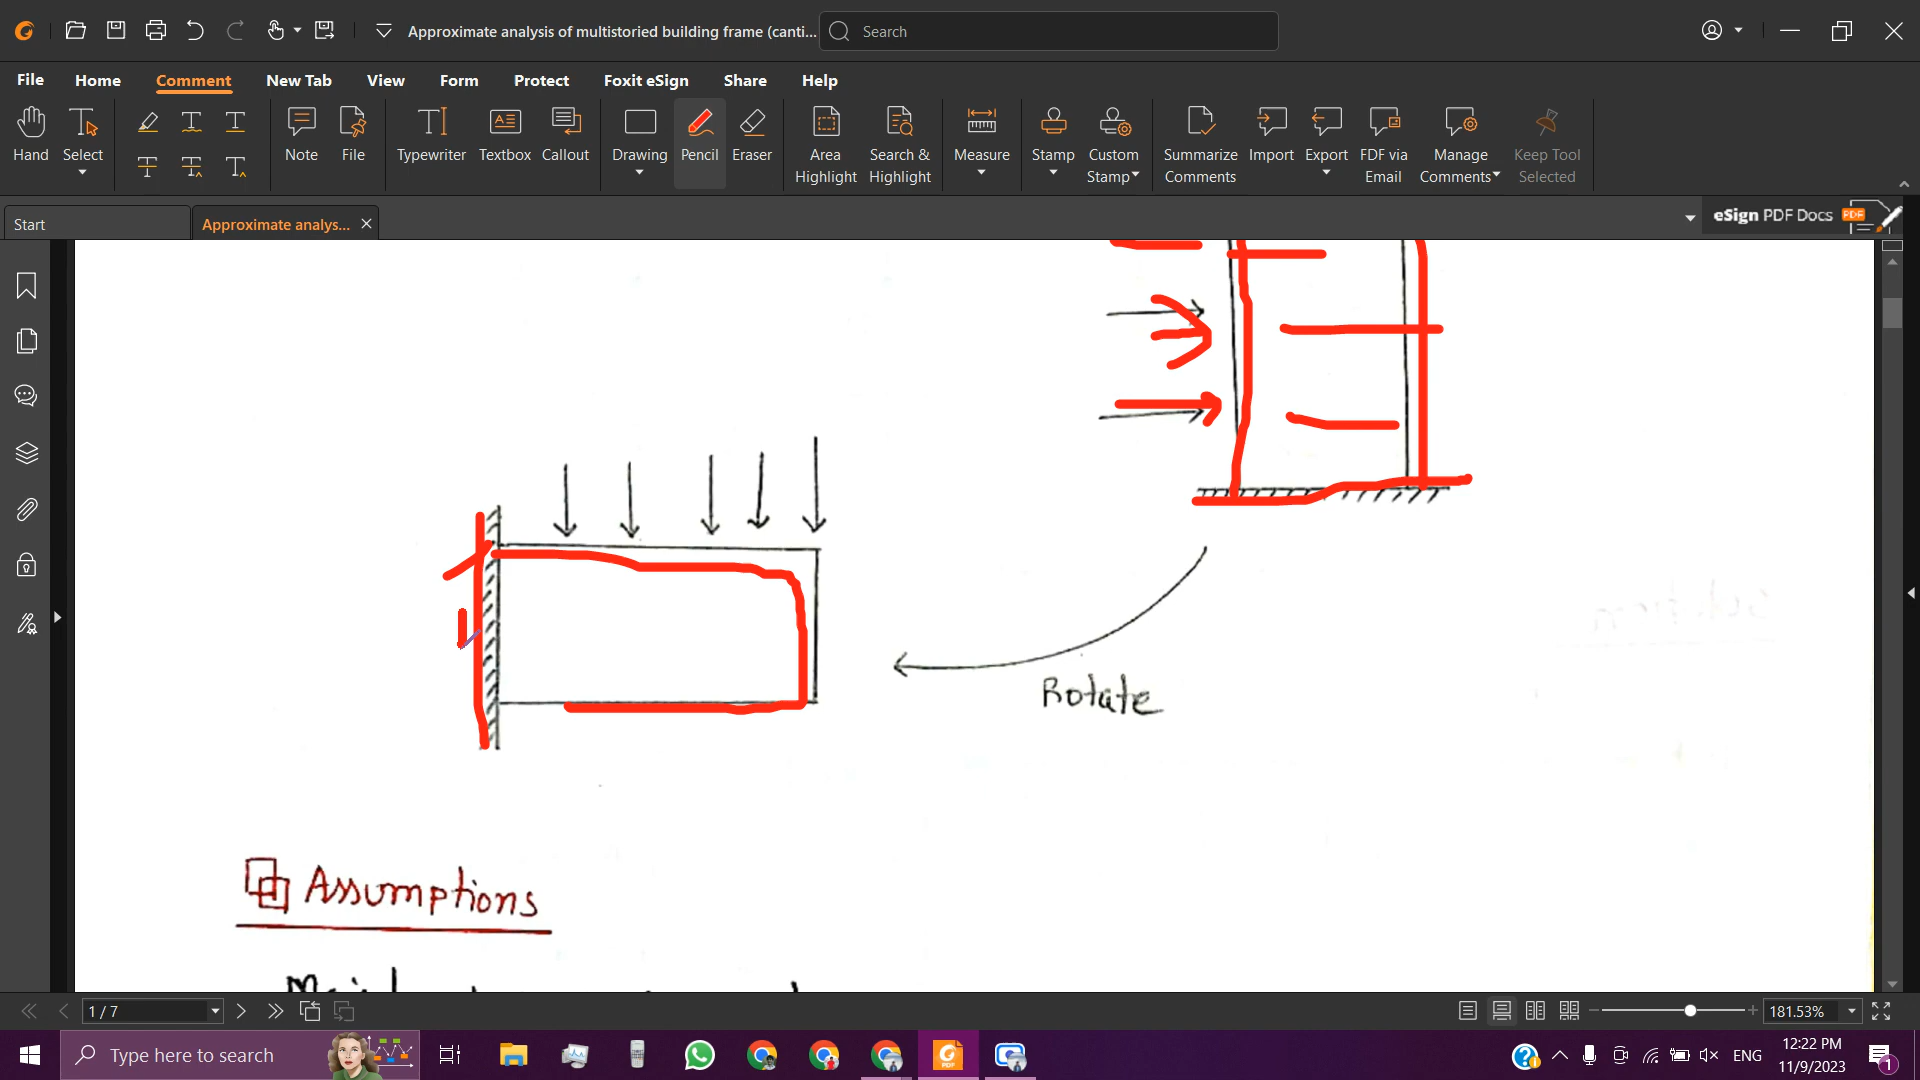 Approximate analysis of multistoried building frame (canti...
Search
File Home Comment New Tab View Form Protect Foxit eSign Share Help
Hand Select Note File Typewriter Textbox Callout Drawing Pencil Eraser Area Highlight Search & Highlight Measure Stamp Custom Stamp Summarize Comments Import Export FDF via Email Manage Comments Keep Tool Selected
Start
Approximate analys...
eSign PDF Docs
PDF
Rotate
Assumptions
1 / 7
181.53%
Type here to search
ENG
12:22 PM
11/9/2023
1